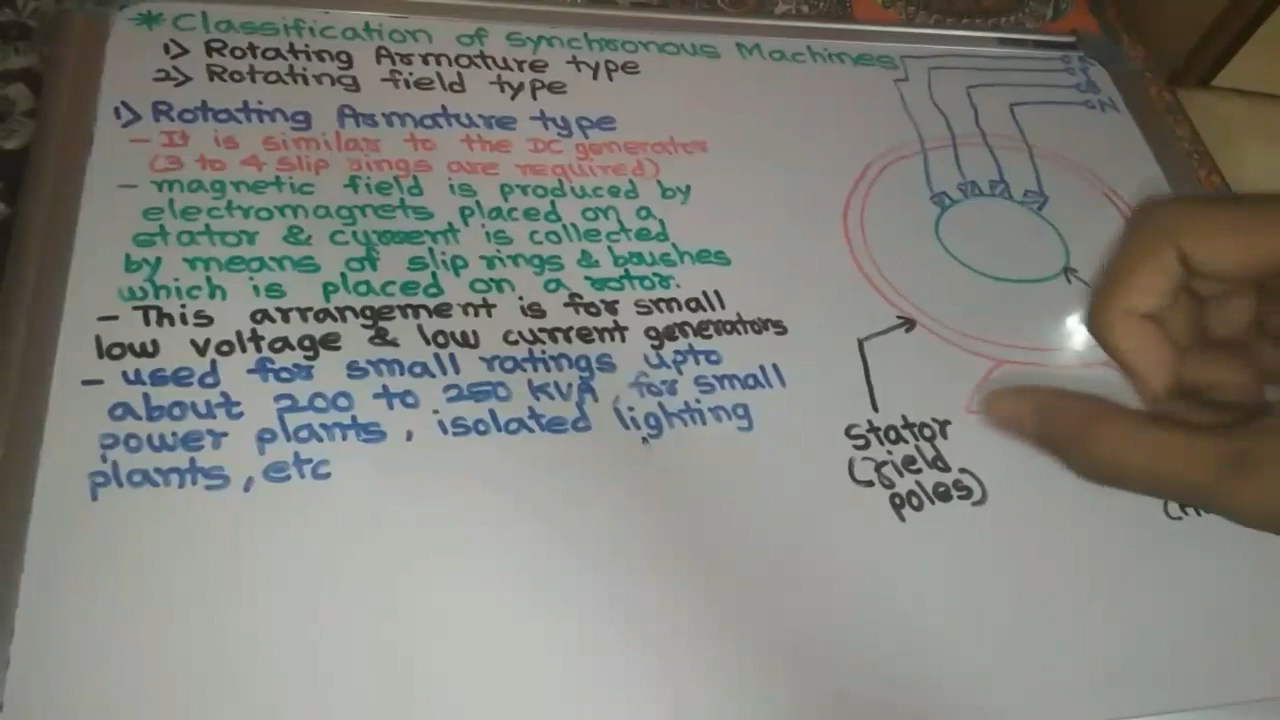 * Classification of Synchronous Machines
1) Rotating Armature type
2) Rotating field type
1) Rotating Armature type
- It is similar to the DC generator
(3 to 4 slip rings are required)
- magnetic field is produced by
electromagnets placed on a
stator & current is collected
by means of slip rings & boushes
which is placed on a rotor.
- This arrangement is for small
low voltage & low current generators
- used for small ratings upto
about 200 to 250 KVA for small
power plants, isolated lighting
plants, etc
N
Stator
(field
poles)